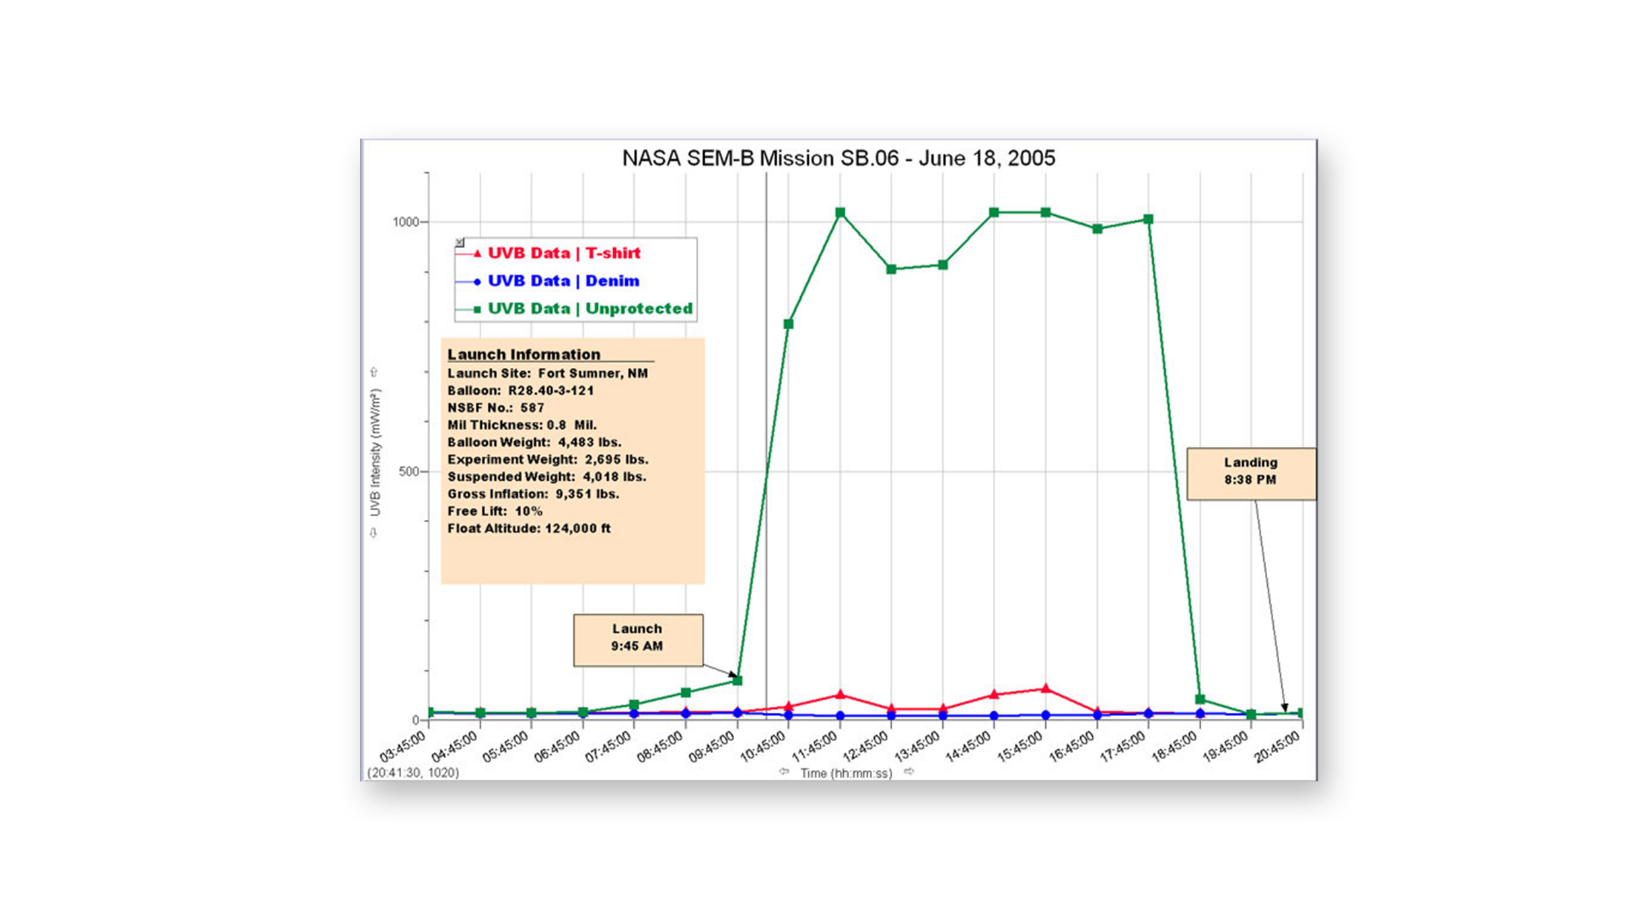 NASA SEM-B Mission SB.06 - June 18, 2005
1000
500
0
UVB Intensity (mW/m²)
UVB Data | T-shirt
UVB Data | Denim
UVB Data | Unprotected
Launch Information
Launch Site: Fort Sumner, NM
Balloon: R28.40-3-121
NSBF No.: 587
Mil Thickness: 0.8 Mil.
Balloon Weight: 4,483 lbs.
Experiment Weight: 2,695 lbs.
Suspended Weight: 4,018 lbs.
Gross Inflation: 9,351 lbs.
Free Lift: 10%
Float Altitude: 124,000 ft
Landing
8:38 PM
Launch
9:45 AM
03:45:00
04:45:00
05:45:00
06:45:00
07:45:00
08:45:00
09:45:00
10:45:00
11:45:00
12:45:00
13:45:00
14:45:00
15:45:00
16:45:00
17:45:00
18:45:00
19:45:00
20:45:00
(20:41:30, 1020)
Time (hh:mm:ss)